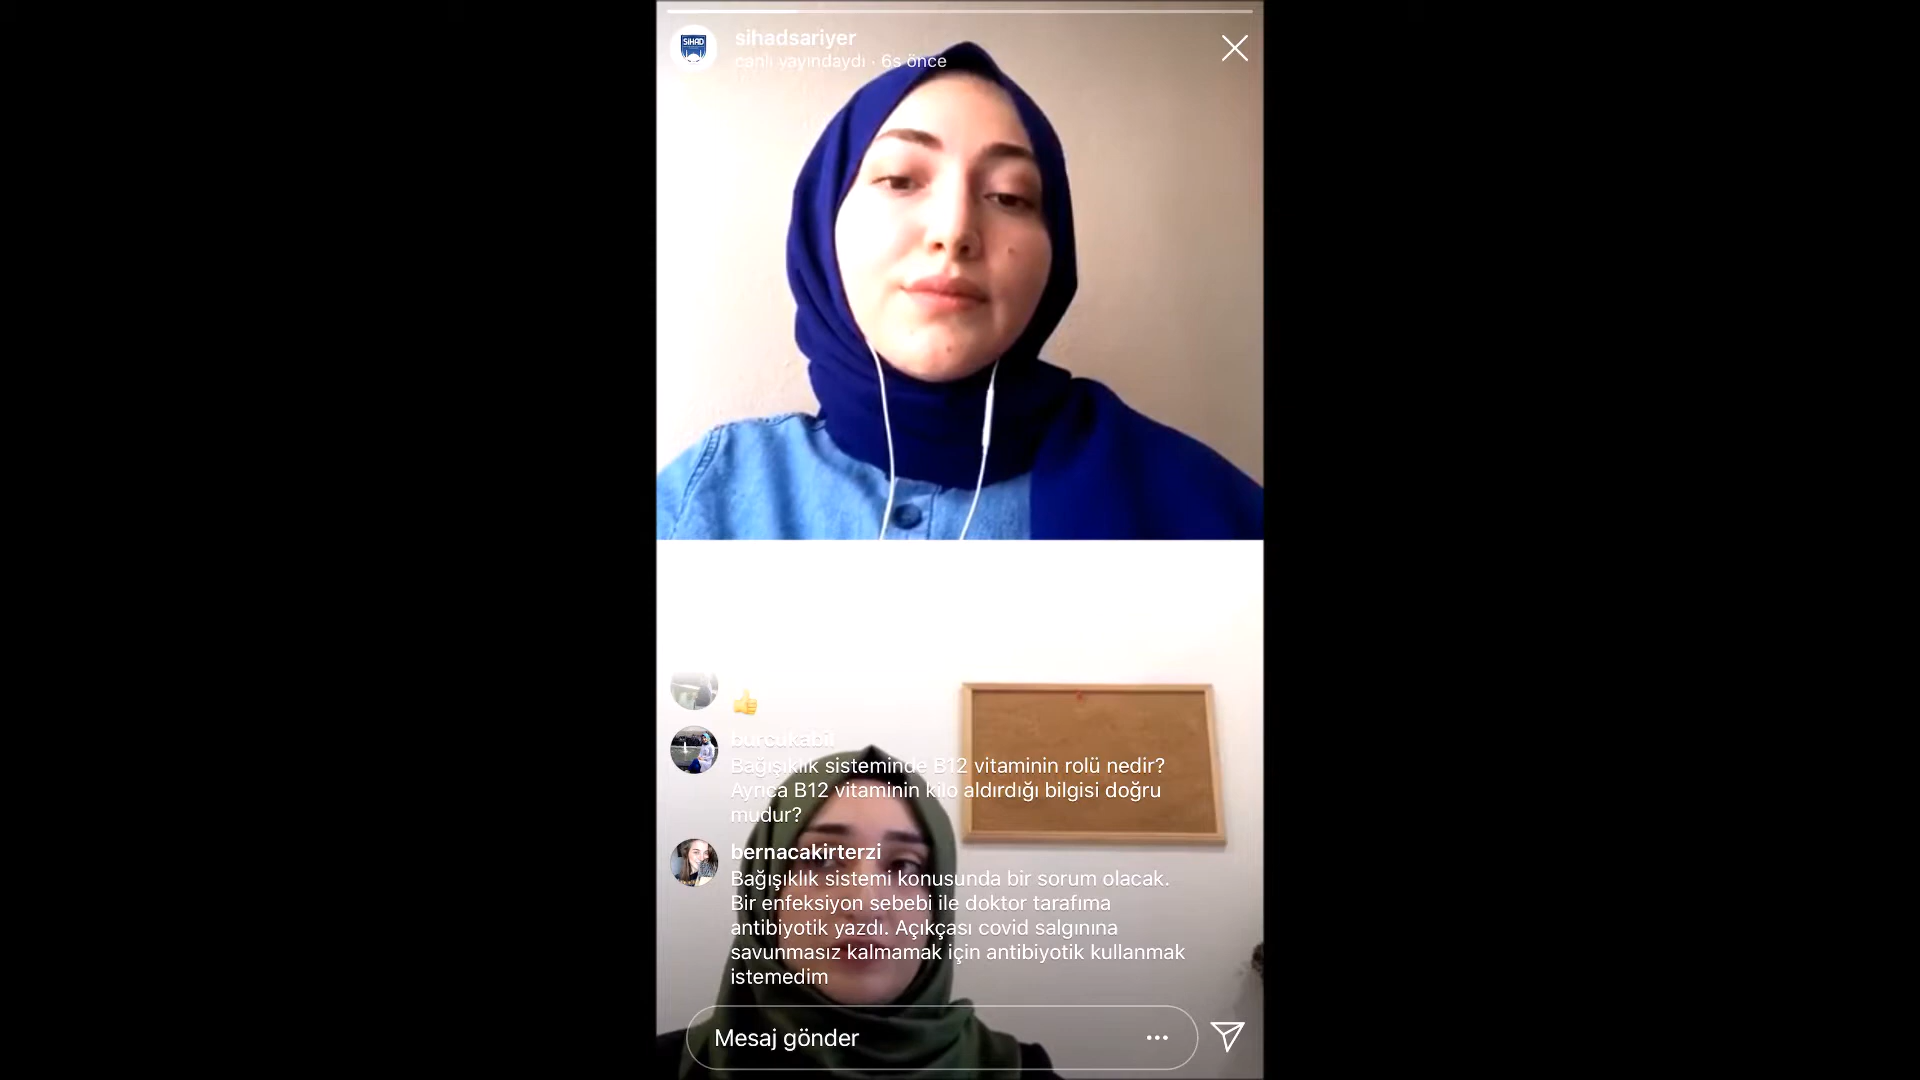 SİHAD
sihadsariyer
canlı yayındaydı · 6s önce
burcukabil
Bağışıklık sisteminde B12 vitaminin rolü nedir?
Ayrıca B12 vitaminin kilo aldırdığı bilgisi doğru
mudur?
bernacakirterzi
Bağışıklık sistemi konusunda bir sorum olacak.
Bir enfeksiyon sebebi ile doktor tarafıma
antibiyotik yazdı. Açıkçası covid salgınına
savunmasız kalmamak için antibiyotik kullanmak
istemedim
Mesaj gönder